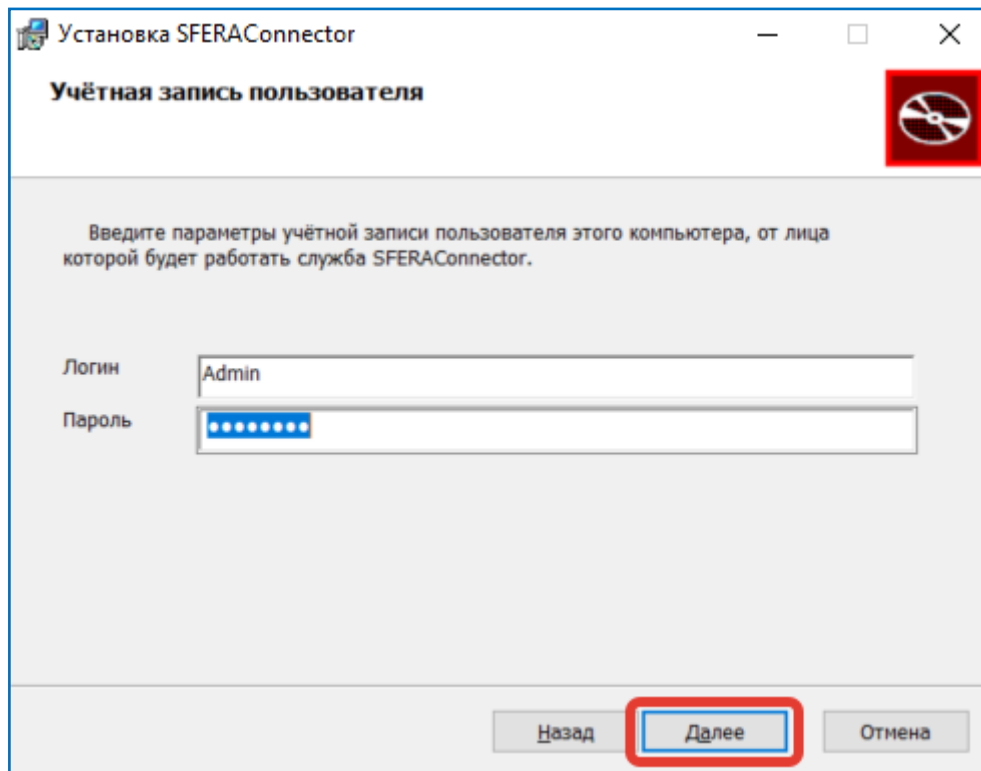 Установка SFERAConnector
Учётная запись пользователя
Введите параметры учётной записи пользователя этого компьютера, от лица
которой будет работать служба SFERAConnector.
Логин
Admin
Пароль
••••••••
Назад
Далее
Отмена